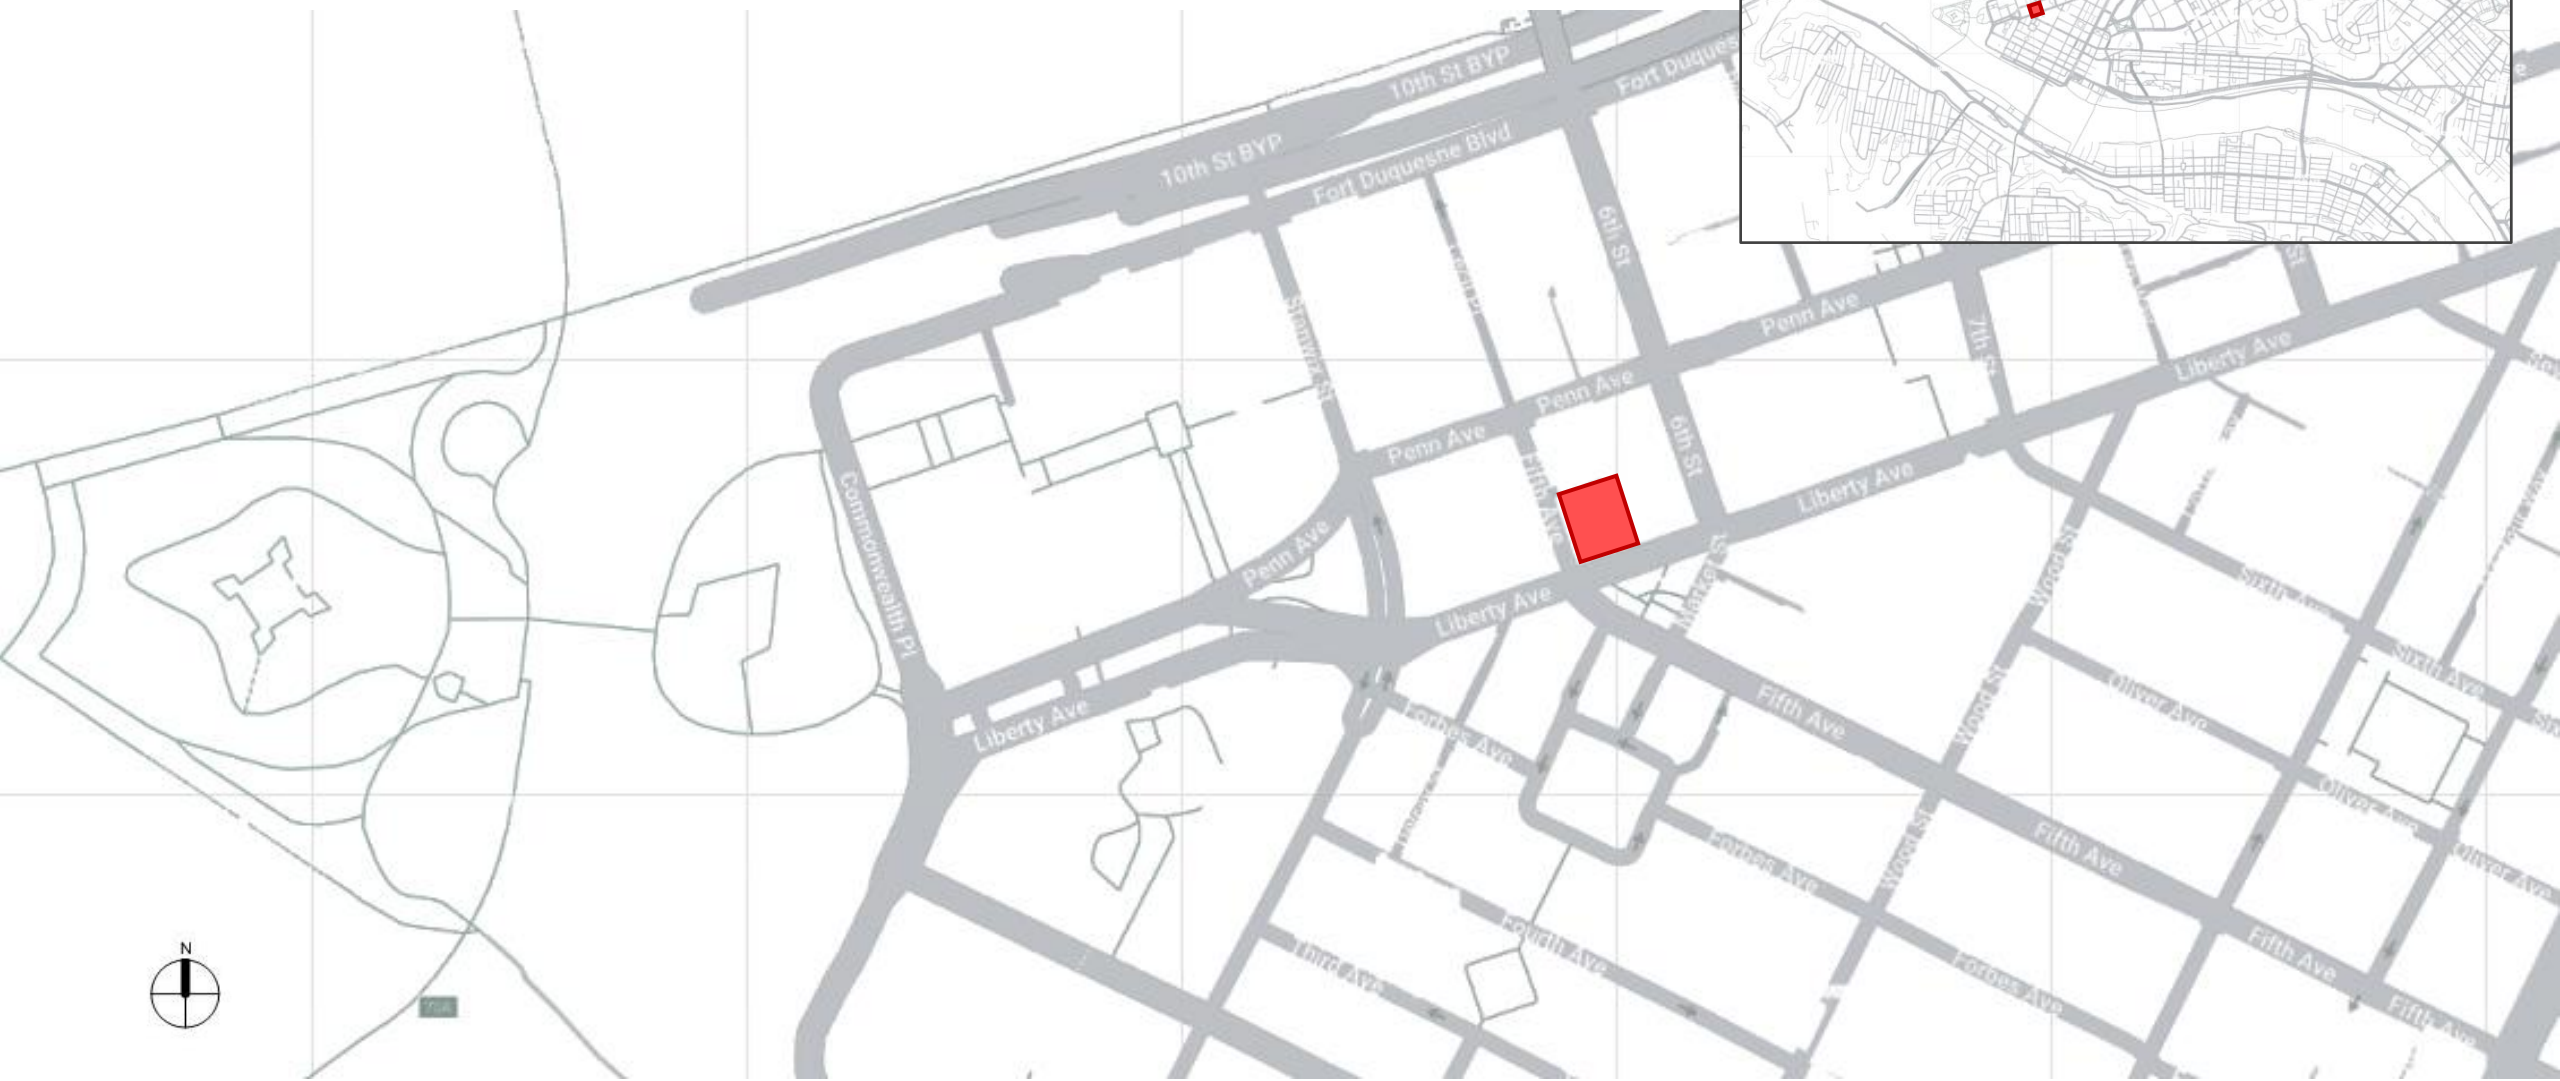 10th St BYP
Fort Duques
10th St BYP
Fort Duquesne Blvd
6th St
Stanwix St
Penn Ave
7th St
Liberty Ave
Penn Ave
Penn Ave
6th St
Commonwealth Pl
Fifth Ave
Liberty Ave
Penn Ave
Liberty Ave
Market St
Wood St
Sixth Ave
Sixth Ave
Liberty Ave
Forbes Ave
Fifth Ave
Wood St
Oliver Ave
Oliver Ave
Oliver Ave
Forbes Ave
Wood St
Fifth Ave
Fourth Ave
Third Ave
Forbes Ave
Fifth Ave
Fifth Ave
N